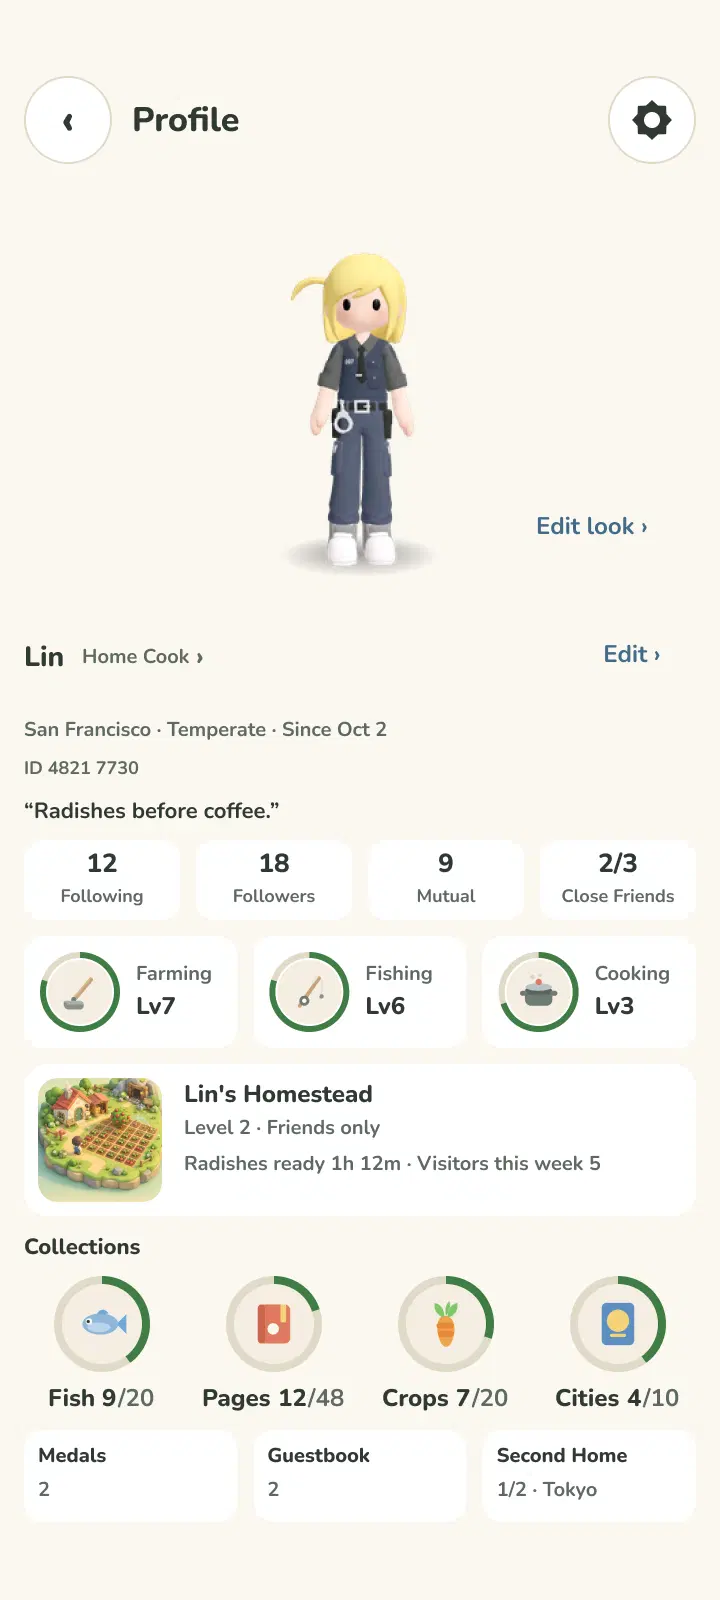 ‹ Profile
Edit look ›
Lin Home Cook › Edit ›
San Francisco · Temperate · Since Oct 2
ID 4821 7730
“Radishes before coffee.”
12 18 9 2/3
Following Followers Mutual Close Friends
Farming Fishing Cooking
Lv7 Lv6 Lv3
Lin's Homestead
Level 2 · Friends only
Radishes ready 1h 12m · Visitors this week 5
Collections
Fish 9/20 Pages 12/48 Crops 7/20 Cities 4/10
Medals Guestbook Second Home
2 2 1/2 · Tokyo